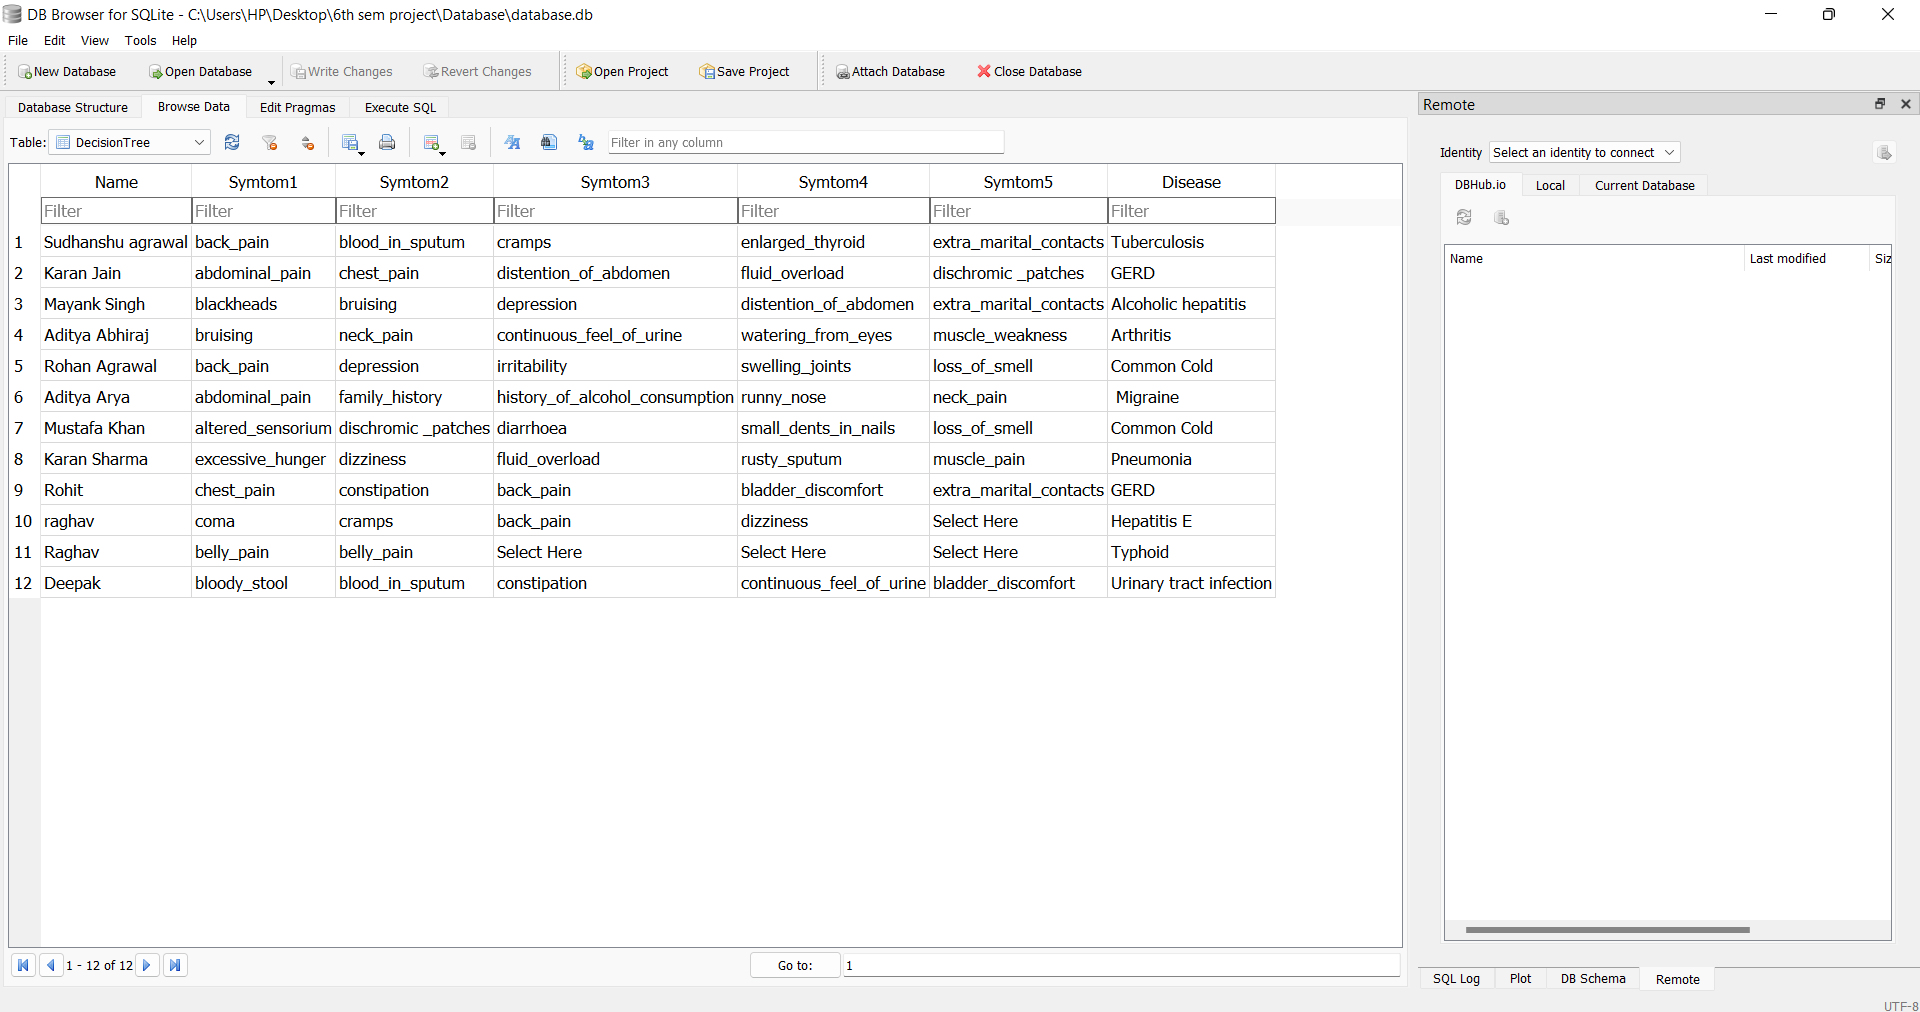 DB Browser for SQLite - C:\Users\HP\Desktop\6th sem project\Database\database.db
File Edit View Tools Help
New Database Open Database Write Changes Revert Changes Open Project Save Project Attach Database Close Database
Database Structure Browse Data Edit Pragmas Execute SQL
Remote
Table: DecisionTree Filter in any column
Identity Select an identity to connect
DBHub.io Local Current Database
Name Symtom1 Symtom2 Symtom3 Symtom4 Symtom5 Disease
Filter Filter Filter Filter Filter Filter Filter
Name Last modified Siz
1 Sudhanshu agrawal back_pain blood_in_sputum cramps enlarged_thyroid extra_marital_contacts Tuberculosis
2 Karan Jain abdominal_pain chest_pain distention_of_abdomen fluid_overload dischromic _patches GERD
3 Mayank Singh blackheads bruising depression distention_of_abdomen extra_marital_contacts Alcoholic hepatitis
4 Aditya Abhiraj bruising neck_pain continuous_feel_of_urine watering_from_eyes muscle_weakness Arthritis
5 Rohan Agrawal back_pain depression irritability swelling_joints loss_of_smell Common Cold
6 Aditya Arya abdominal_pain family_history history_of_alcohol_consumption runny_nose neck_pain Migraine
7 Mustafa Khan altered_sensorium dischromic _patches diarrhoea small_dents_in_nails loss_of_smell Common Cold
8 Karan Sharma excessive_hunger dizziness fluid_overload rusty_sputum muscle_pain Pneumonia
9 Rohit chest_pain constipation back_pain bladder_discomfort extra_marital_contacts GERD
10 raghav coma cramps back_pain dizziness Select Here Hepatitis E
11 Raghav belly_pain belly_pain Select Here Select Here Select Here Typhoid
12 Deepak bloody_stool blood_in_sputum constipation continuous_feel_of_urine bladder_discomfort Urinary tract infection
1 - 12 of 12 Go to: 1
SQL Log Plot DB Schema Remote
UTF-8